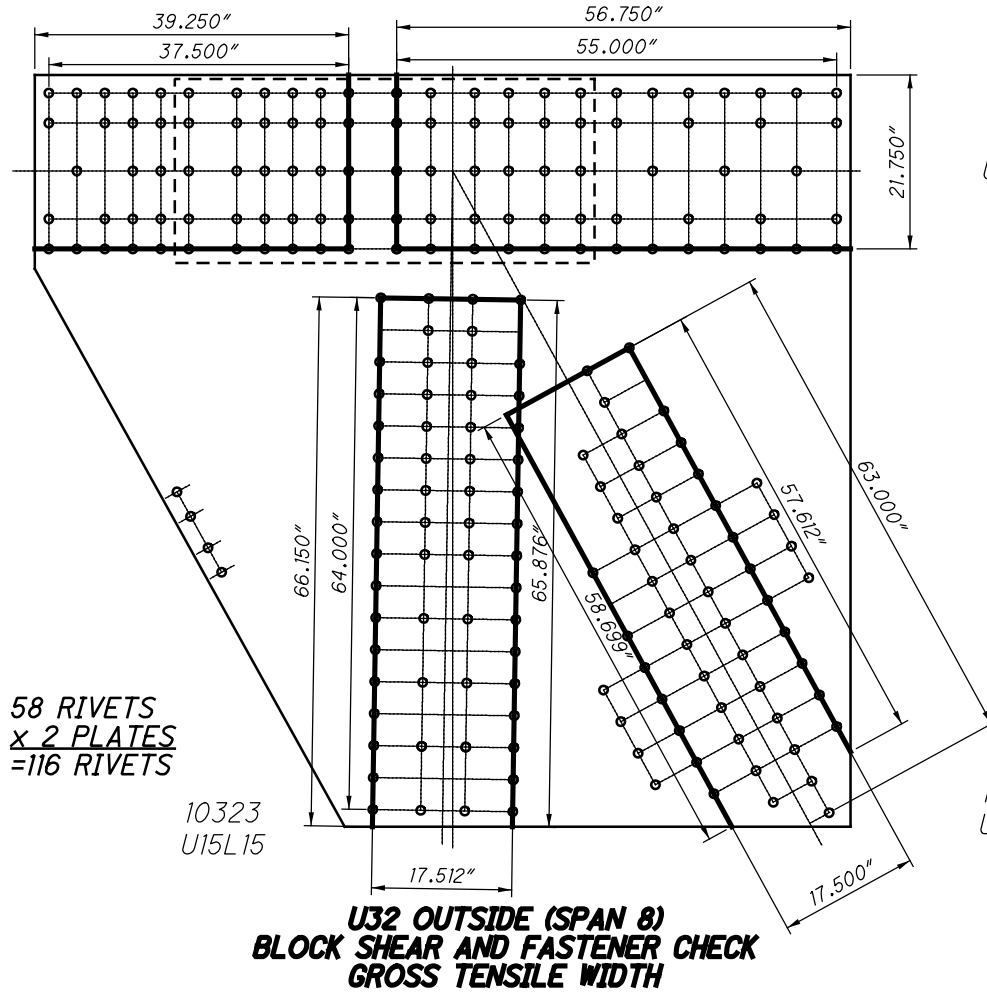 39.250"
56.750"
37.500"
55.000"
21.750"
U
66.150"
64.000"
65.876"
63.000"
57.612"
58.699"
58 RIVETS
x 2 PLATES
=116 RIVETS
10323
U15L15
U
17.512"
17.500"
U32 OUTSIDE (SPAN 8)
BLOCK SHEAR AND FASTENER CHECK
GROSS TENSILE WIDTH